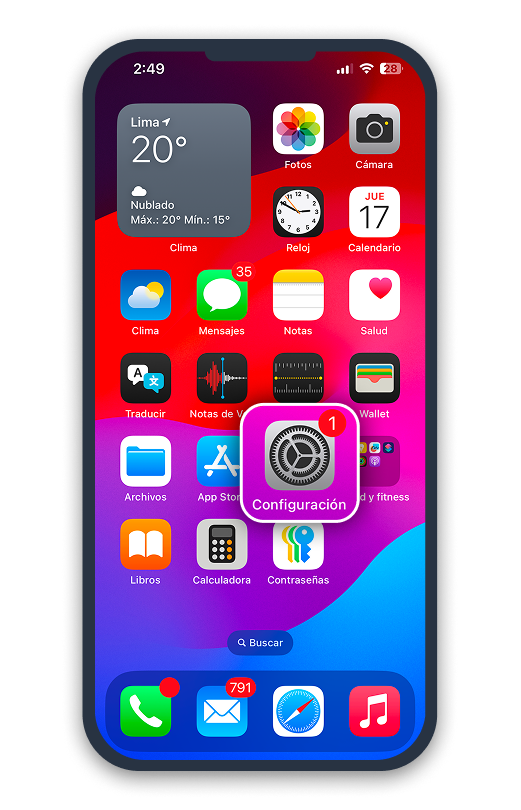 2:49
28
Lima
20°
Nublado
Máx.: 20° Mín.: 15°
Clima
Fotos
Cámara
JUE
17
Reloj
Calendario
35
Clima
Mensajes
Notas
Salud
A
文
Traducir
Notas de V
Wallet
1
Configuración
Archivos
App Stor
d y fitness
Libros
Calculadora
Contraseñas
Buscar
791